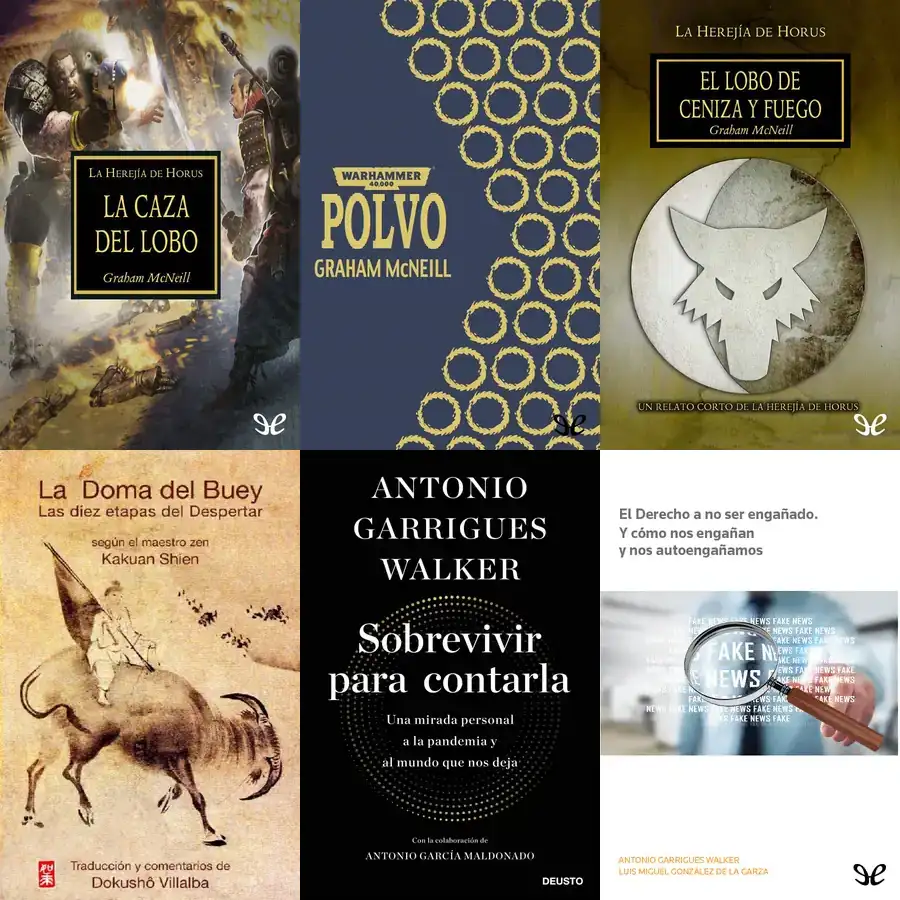 LA HEREJÍA DE HORUS
LA CAZA
DEL LOBO
Graham McNeill
WARHAMMER
40.000
POLVO
GRAHAM McNEILL
LA HEREJÍA DE HORUS
EL LOBO DE
CENIZA Y FUEGO
Graham McNeill
UN RELATO CORTO DE LA HEREJÍA DE HORUS
La Doma del Buey
Las diez etapas del Despertar
según el maestro zen
Kakuan Shien
Traducción y comentarios de
Dokushô Villalba
ANTONIO
GARRIGUES
WALKER
Sobrevivir
para contarla
Una mirada personal
a la pandemia y
al mundo que nos deja
Con la colaboración de
ANTONIO GARCÍA MALDONADO
DEUSTO
El Derecho a no ser engañado.
Y cómo nos engañan
y nos autoengañamos
FAKE NEWS FAKE NEWS
FAKE NEWS
ANTONIO GARRIGUES WALKER
LUIS MIGUEL GONZÁLEZ DE LA GARZA